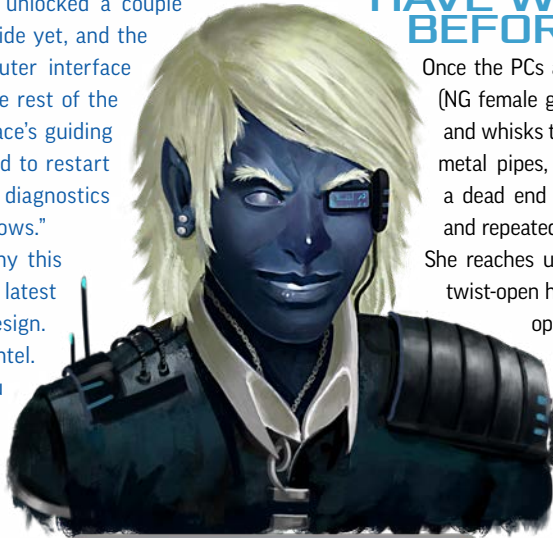 unlocked a couple
ide yet, and the
uter interface
e rest of the
ace's guiding
d to restart
diagnostics
ows."
ny this
latest
esign.
ntel.
HAVE W
BEFOR
Once the PCs a
(NG female g
and whisks t
metal pipes,
a dead end
and repeated
She reaches u
twist-open h
op